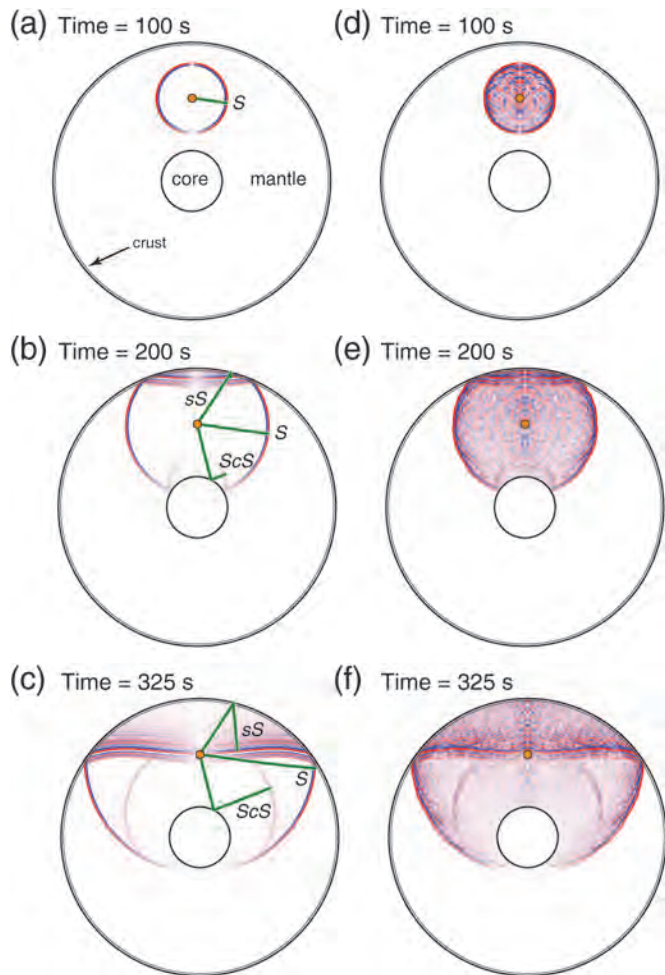 (a) Time = 100 s
S
core
mantle
crust
(d) Time = 100 s
(b) Time = 200 s
sS
S
ScS
(e) Time = 200 s
(c) Time = 325 s
sS
S
ScS
(f) Time = 325 s